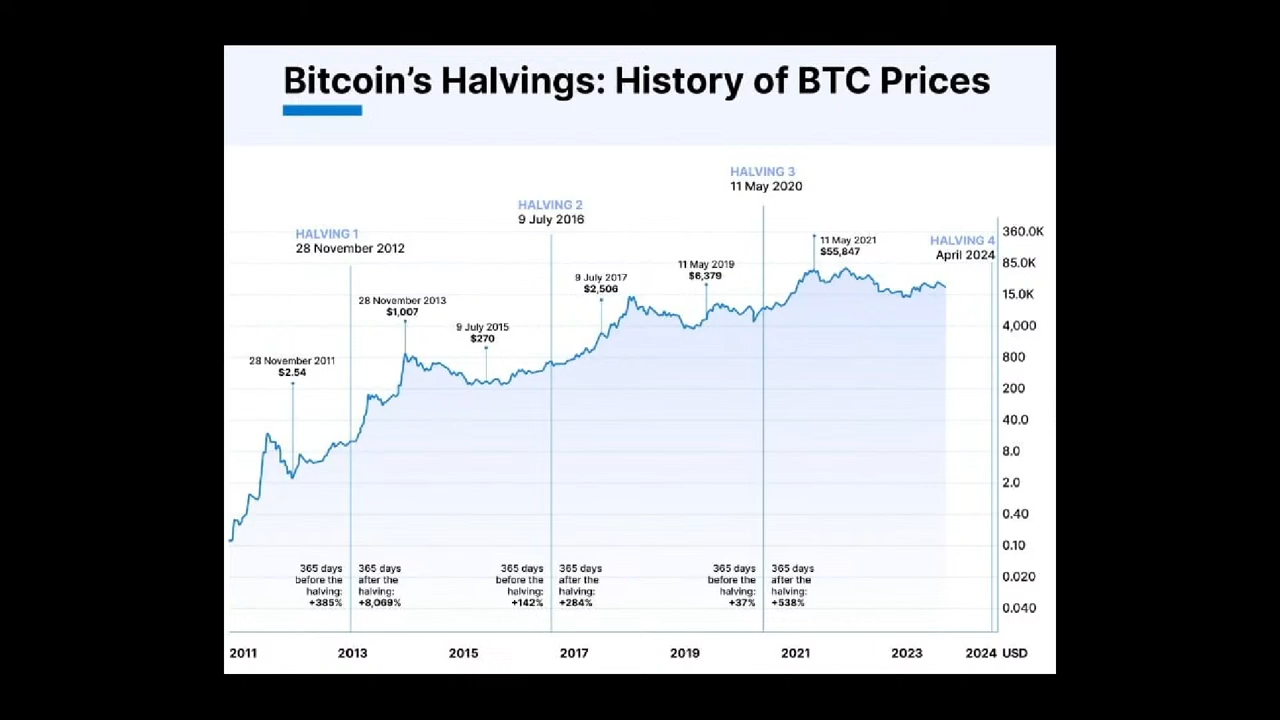 Bitcoin's Halvings: History of BTC Prices
HALVING 3
11 May 2020
HALVING 2
9 July 2016
HALVING 1
28 November 2012
HALVING 4
April 2024
11 May 2021
$55,847
11 May 2019
$6,379
9 July 2017
$2,506
28 November 2013
$1,007
9 July 2015
$270
28 November 2011
$2.54
360.0K
85.0K
15.0K
4,000
800
200
40.0
8.0
2.0
0.40
0.10
0.020
0.040
365 days
before the
halving:
+385%
365 days
after the
halving:
+8,069%
365 days
before the
halving:
+142%
365 days
after the
halving:
+284%
365 days
before the
halving:
+37%
365 days
after the
halving:
+538%
2011 2013 2015 2017 2019 2021 2023 2024 USD